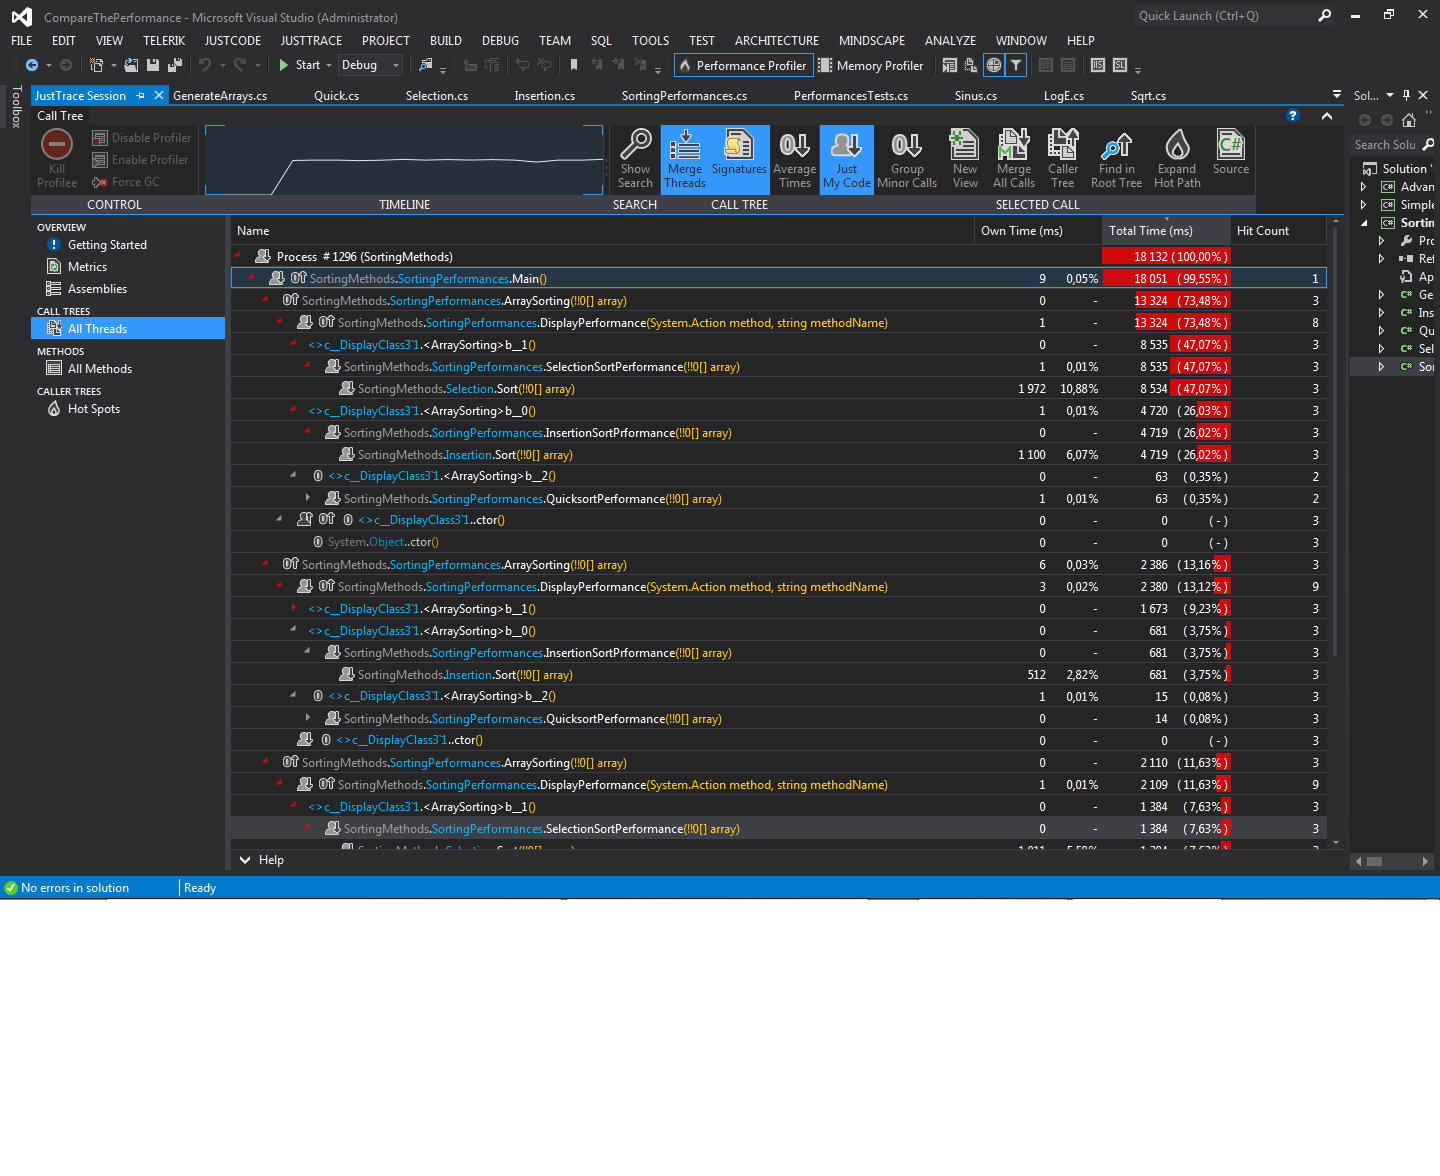 CompareThePerformance - Microsoft Visual Studio (Administrator)
Quick Launch (Ctrl+Q)
FILE EDIT VIEW TELERIK JUSTCODE JUSTTRACE PROJECT BUILD DEBUG TEAM SQL TOOLS TEST ARCHITECTURE MINDSCAPE ANALYZE WINDOW HELP
Start Debug Performance Profiler Memory Profiler
Toolbox
JustTrace Session GenerateArrays.cs Quick.cs Selection.cs Insertion.cs SortingPerformances.cs PerformancesTests.cs Sinus.cs LogE.cs Sqrt.cs
Sol...
Call Tree
Kill Profilee
Disable Profiler
Enable Profiler
Force GC
Show Search
Merge Threads
Signatures
Average Times
Just My Code
Group Minor Calls
New View
Merge All Calls
Caller Tree
Find in Root Tree
Expand Hot Path
Source
CONTROL TIMELINE SEARCH CALL TREE SELECTED CALL
Search Solu
Solution '
Advan
Simple
Sortin
Pro
Ref
Ap
Ge
Ins
Qu
Sel
Sor
OVERVIEW
Getting Started
Metrics
Assemblies
CALL TREES
All Threads
METHODS
All Methods
CALLER TREES
Hot Spots
Name Own Time (ms) Total Time (ms) Hit Count
Process #1296 (SortingMethods) 18 132 (100,00%)
SortingMethods.SortingPerformances.Main() 9 0,05% 18 051 (99,55%) 1
SortingMethods.SortingPerformances.ArraySorting(!!0[] array) 0 - 13 324 (73,48%) 3
SortingMethods.SortingPerformances.DisplayPerformance(System.Action method, string methodName) 1 - 13 324 (73,48%) 8
<>c__DisplayClass3`1.<ArraySorting>b__1() 0 - 8 535 (47,07%) 3
SortingMethods.SortingPerformances.SelectionSortPerformance(!!0[] array) 1 0,01% 8 535 (47,07%) 3
SortingMethods.Selection.Sort(!!0[] array) 1 972 10,88% 8 534 (47,07%) 3
<>c__DisplayClass3`1.<ArraySorting>b__0() 1 0,01% 4 720 (26,03%) 3
SortingMethods.SortingPerformances.InsertionSortPrformance(!!0[] array) 0 - 4 719 (26,02%) 3
SortingMethods.Insertion.Sort(!!0[] array) 1 100 6,07% 4 719 (26,02%) 3
<>c__DisplayClass3`1.<ArraySorting>b__2() 0 - 63 (0,35%) 2
SortingMethods.SortingPerformances.QuicksortPerformance(!!0[] array) 1 0,01% 63 (0,35%) 2
<>c__DisplayClass3`1..ctor() 0 - 0 (-) 3
System.Object..ctor() 0 - 0 (-) 3
SortingMethods.SortingPerformances.ArraySorting(!!0[] array) 6 0,03% 2 386 (13,16%) 3
SortingMethods.SortingPerformances.DisplayPerformance(System.Action method, string methodName) 3 0,02% 2 380 (13,12%) 9
<>c__DisplayClass3`1.<ArraySorting>b__1() 0 - 1 673 (9,23%) 3
<>c__DisplayClass3`1.<ArraySorting>b__0() 0 - 681 (3,75%) 3
SortingMethods.SortingPerformances.InsertionSortPrformance(!!0[] array) 0 - 681 (3,75%) 3
SortingMethods.Insertion.Sort(!!0[] array) 512 2,82% 681 (3,75%) 3
<>c__DisplayClass3`1.<ArraySorting>b__2() 1 0,01% 15 (0,08%) 3
SortingMethods.SortingPerformances.QuicksortPerformance(!!0[] array) 0 - 14 (0,08%) 3
<>c__DisplayClass3`1..ctor() 0 - 0 (-) 3
SortingMethods.SortingPerformances.ArraySorting(!!0[] array) 0 - 2 110 (11,63%) 3
SortingMethods.SortingPerformances.DisplayPerformance(System.Action method, string methodName) 1 0,01% 2 109 (11,63%) 9
<>c__DisplayClass3`1.<ArraySorting>b__1() 0 - 1 384 (7,63%) 3
SortingMethods.SortingPerformances.SelectionSortPerformance(!!0[] array) 0 - 1 384 (7,63%) 3
Help
No errors in solution Ready